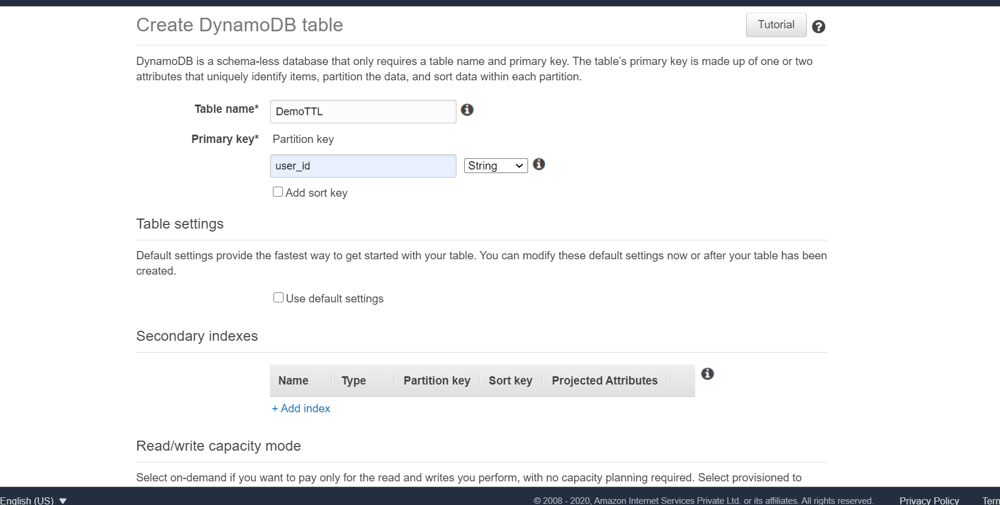 Create DynamoDB table
Tutorial
DynamoDB is a schema-less database that only requires a table name and primary key. The table’s primary key is made up of one or two
attributes that uniquely identify items, partition the data, and sort data within each partition.
Table name*
DemoTTL
Primary key*
Partition key
user_id
String
Add sort key
Table settings
Default settings provide the fastest way to get started with your table. You can modify these default settings now or after your table has been
created.
Use default settings
Secondary indexes
Name Type Partition key Sort key Projected Attributes
+ Add index
Read/write capacity mode
Select on-demand if you want to pay only for the read and writes you perform, with no capacity planning required. Select provisioned to
English (US)
© 2008 - 2020, Amazon Internet Services Private Ltd. or its affiliates. All rights reserved.
Privacy Policy